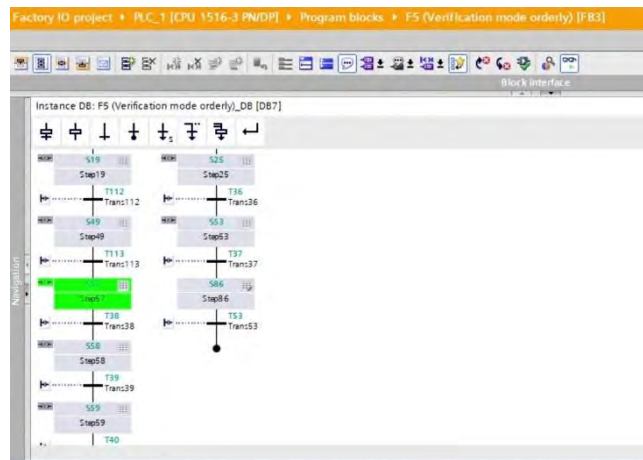 Factory IO project ▸ PLC_1 [CPU 1516-3 PN/DP] ▸ Program blocks ▸ F5 (Verification mode orderly) [FB3]
Block interface
Instance DB: F5 (Verification mode orderly)_DB [DB7]
Navigation
S19
Step19
T112
Trans112
S49
Step49
T113
Trans113
S57
Step57
T38
Trans38
S58
Step58
T39
Trans39
S59
Step59
T40
S25
Step25
T36
Trans36
S53
Step53
T37
Trans37
S86
Step86
T53
Trans53